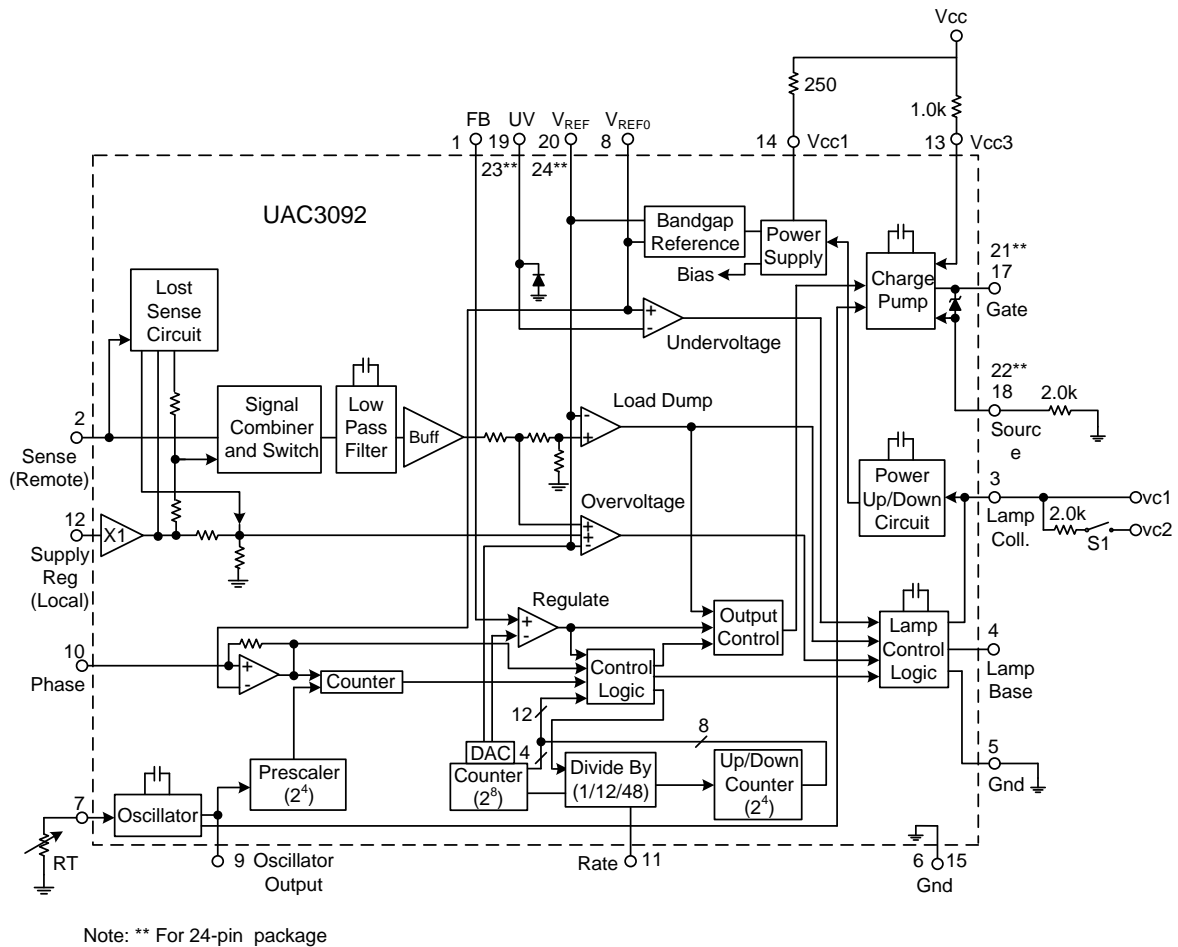 Vcc
250
1.0k
FB UV VREF VREF0
1 19 20 8 14 Vcc1 13 Vcc3
23** 24**
UAC3092
Bandgap
Reference
Power
Supply
Bias
Charge
Pump
21**
17
Gate
Lost
Sense
Circuit
Undervoltage
22**
18
Sourc
e
2.0k
2
Sense
(Remote)
Signal
Combiner
and Switch
Low
Pass
Filter
Buff
Load Dump
Power
Up/Down
Circuit
3
Lamp
Coll.
vc1
2.0k
S1
vc2
12
Supply
Reg
(Local)
X1
Overvoltage
Regulate
Output
Control
Lamp
Control
Logic
4
Lamp
Base
10
Phase
Counter
Control
Logic
12
8
4
DAC
Counter
(2⁸)
Divide By
(1/12/48)
Up/Down
Counter
(2⁴)
5
Gnd
Prescaler
(2⁴)
7
Oscillator
RT
9 Oscillator
Output
Rate 11
6 15
Gnd
Note: ** For 24-pin package
+
-
+
-
+
+
-
+
-
+
-